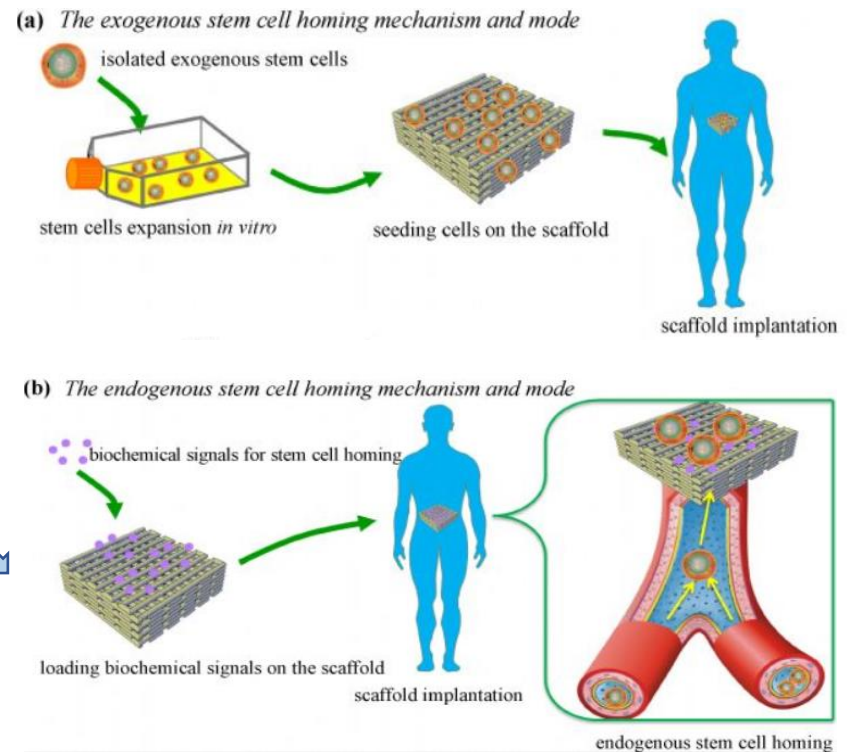 (a) The exogenous stem cell homing mechanism and mode
isolated exogenous stem cells
stem cells expansion in vitro
seeding cells on the scaffold
scaffold implantation
(b) The endogenous stem cell homing mechanism and mode
biochemical signals for stem cell homing
loading biochemical signals on the scaffold
scaffold implantation
endogenous stem cell homing